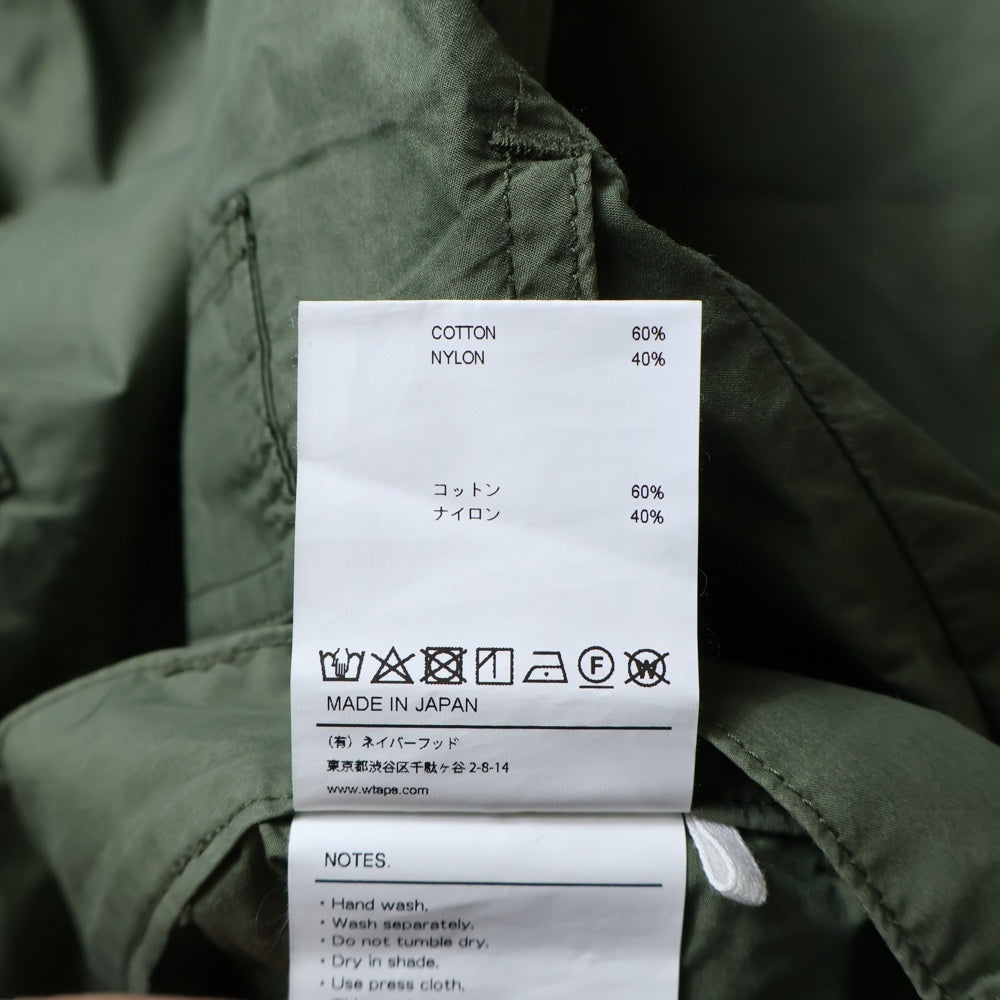 COTTON 60%
NYLON 40%
コットン 60%
ナイロン 40%
F W
MADE IN JAPAN
(有) ネイバーフッド
東京都渋谷区千駄ヶ谷 2-8-14
www.wtaps.com
NOTES.
・Hand wash.
・Wash separately.
・Do not tumble dry.
・Dry in shade.
・Use press cloth.